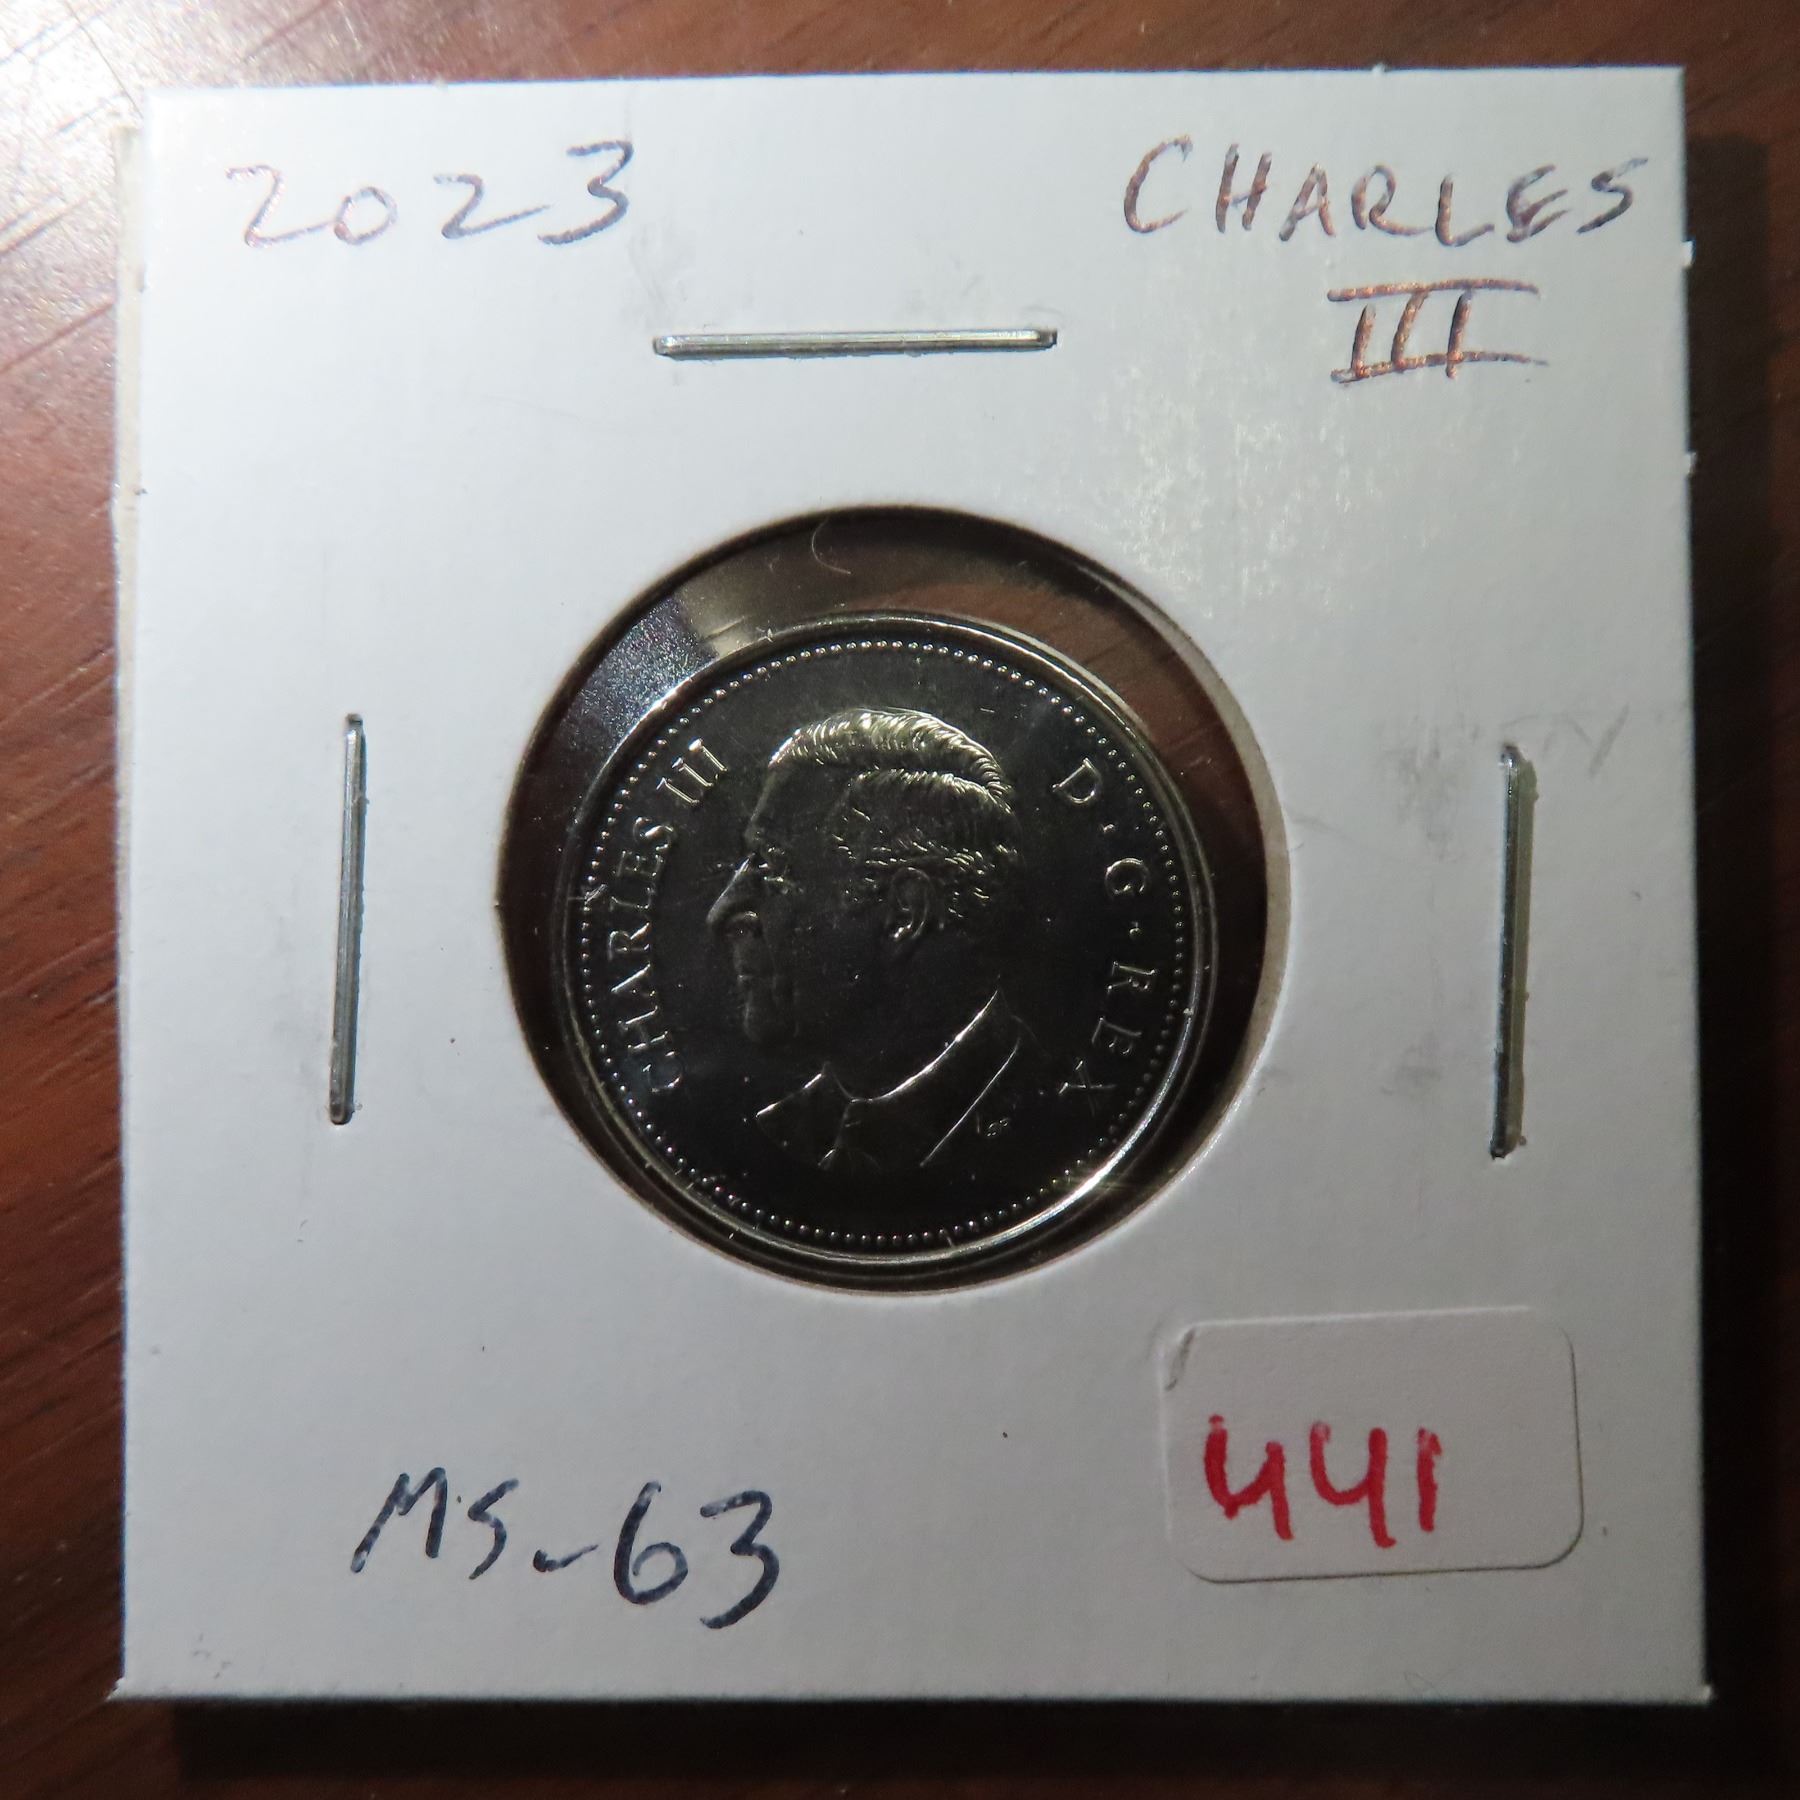 2023
CHARLES
III
CHARLES III
D · G · REX
MS-63
441